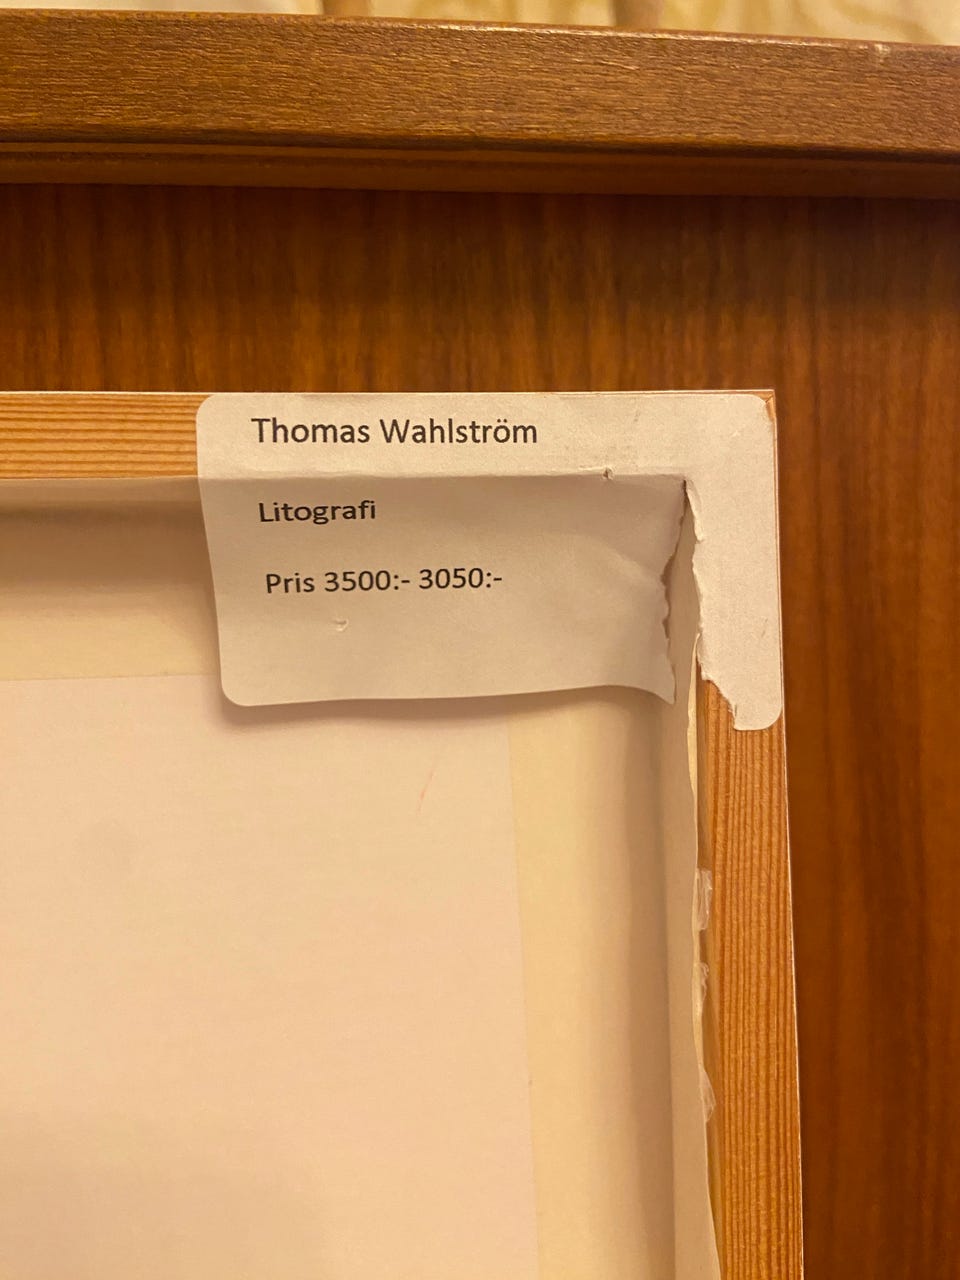 Thomas Wahlström
Litografi
Pris 3500:- 3050:-